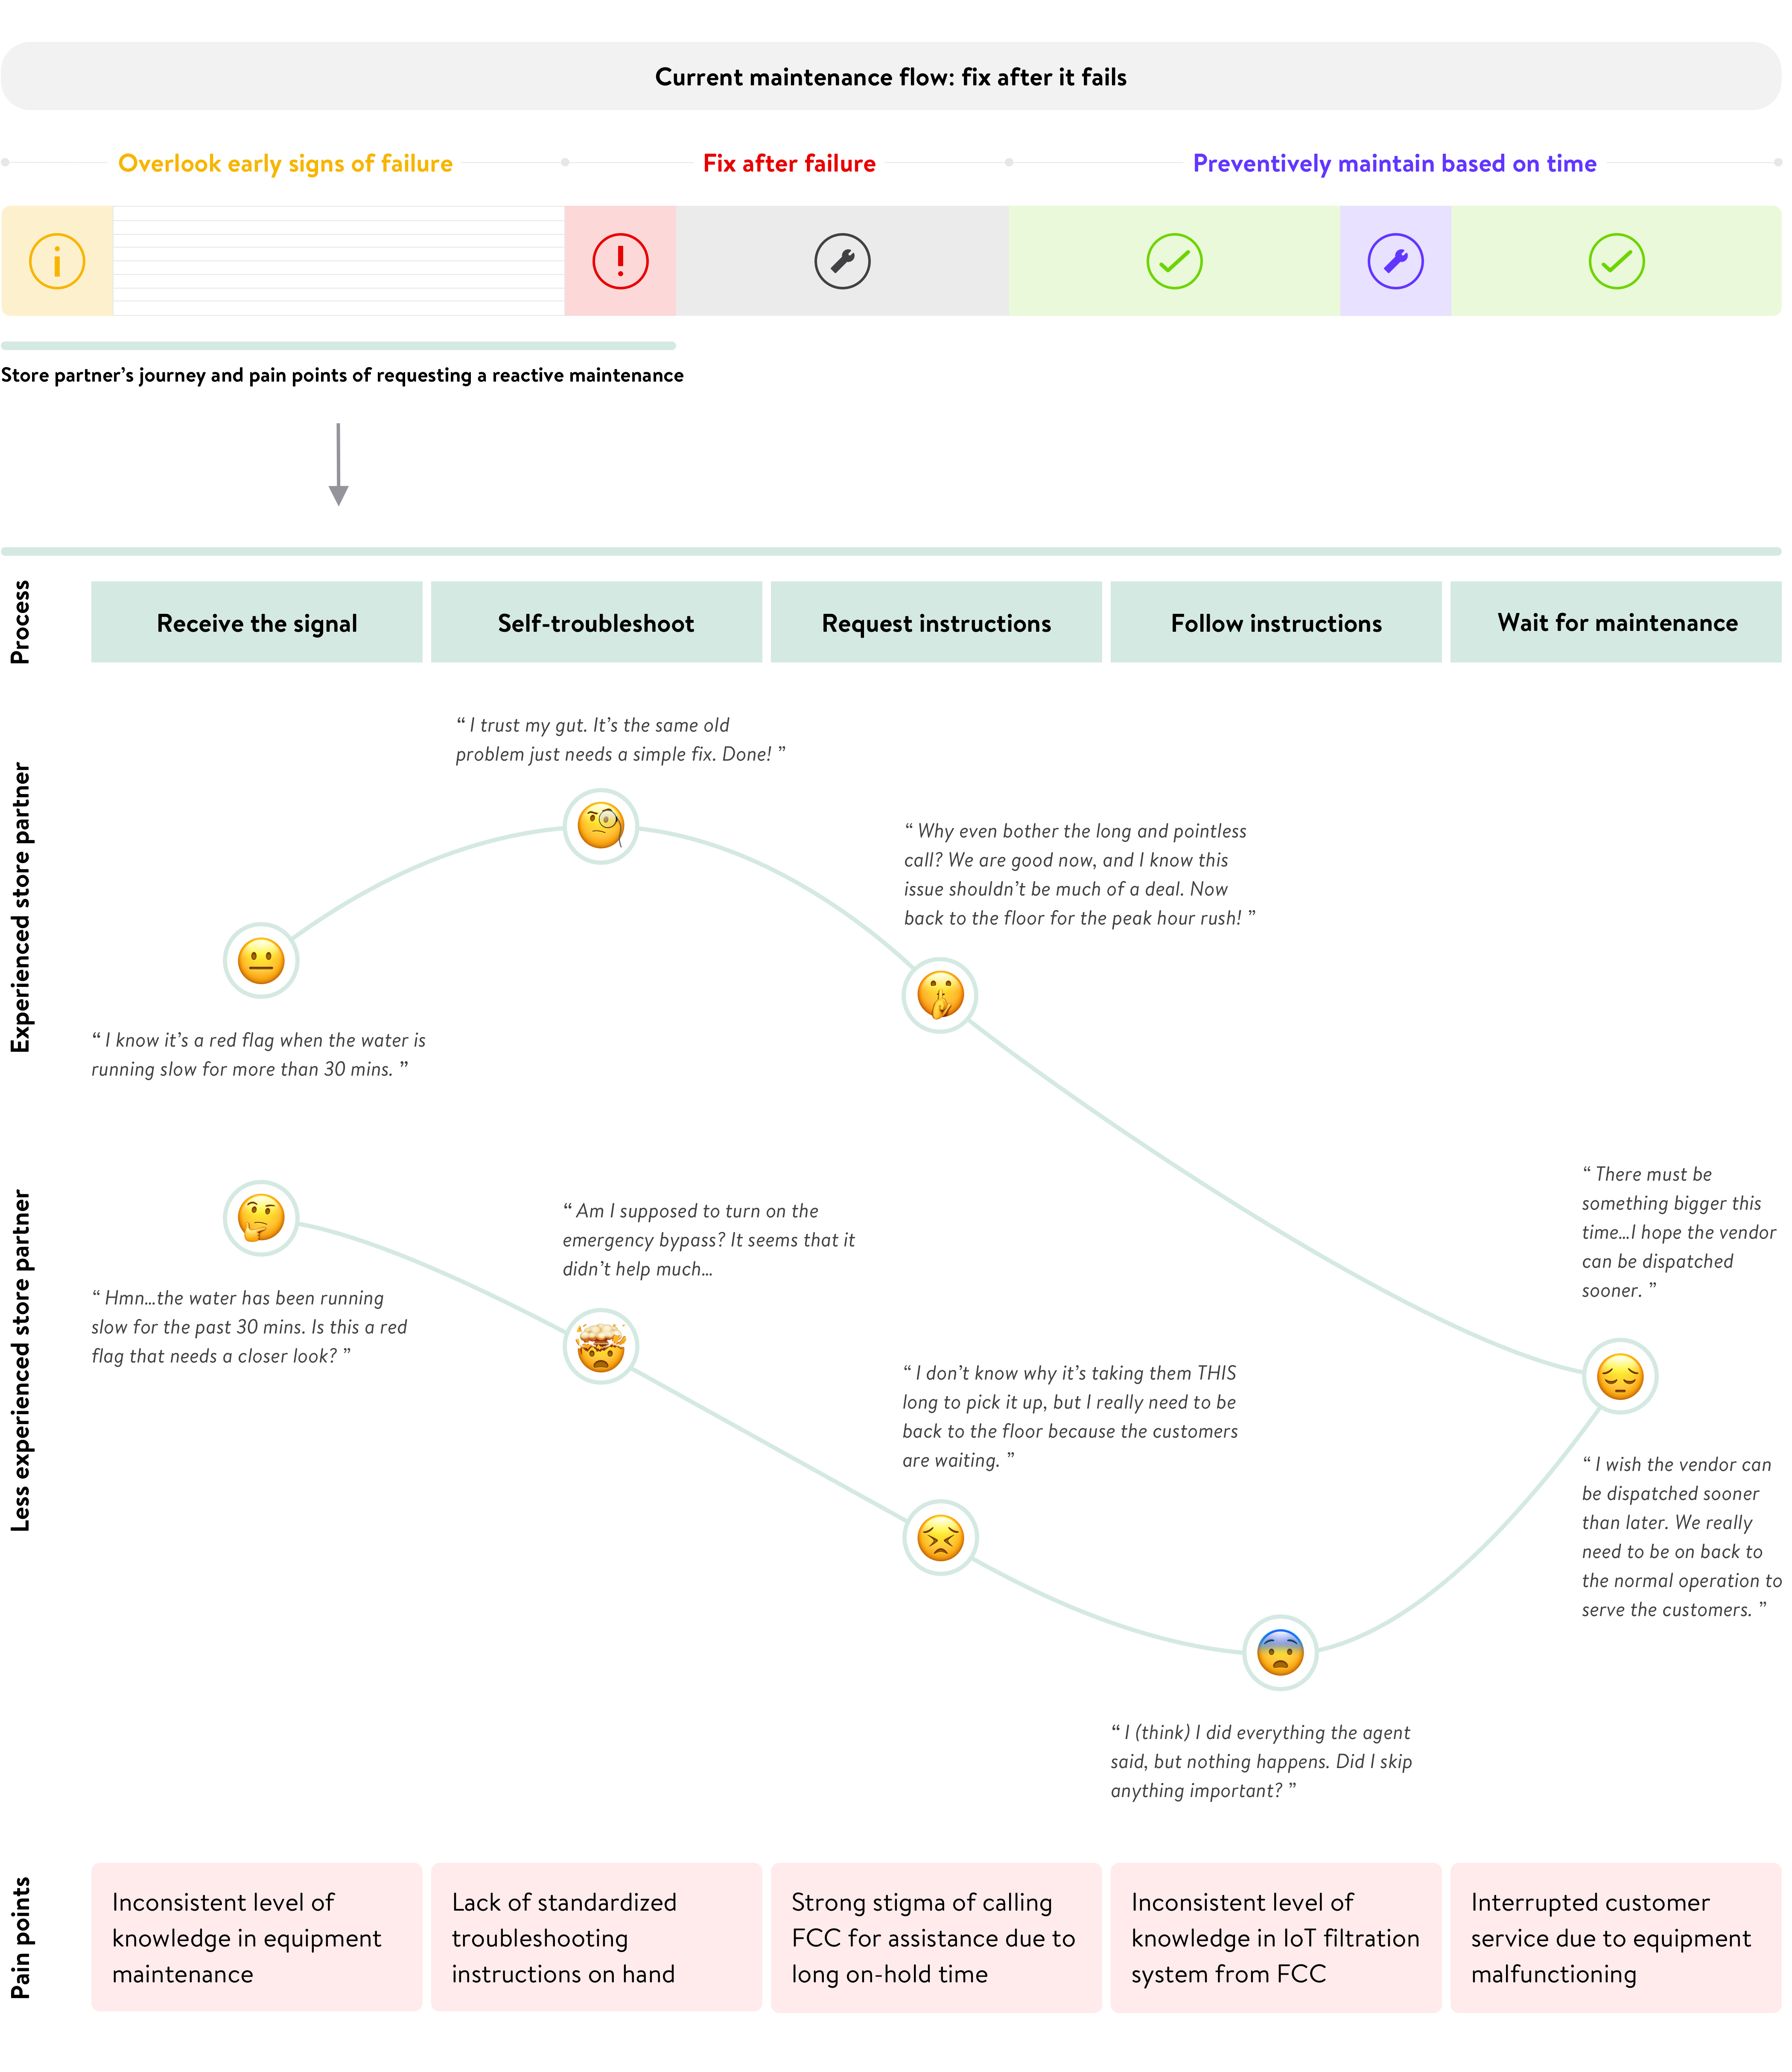 Current maintenance flow: fix after it fails
Overlook early signs of failure
Fix after failure
Preventively maintain based on time
Store partner’s journey and pain points of requesting a reactive maintenance
Process
Receive the signal
Self-troubleshoot
Request instructions
Follow instructions
Wait for maintenance
Experienced store partner
“ I know it’s a red flag when the water is
running slow for more than 30 mins. ”
“ I trust my gut. It’s the same old
problem just needs a simple fix. Done! ”
“ Why even bother the long and pointless
call? We are good now, and I know this
issue shouldn’t be much of a deal. Now
back to the floor for the peak hour rush! ”
“ There must be
something bigger this
time...I hope the vendor
can be dispatched
sooner. ”
Less experienced store partner
“ Hmn...the water has been running
slow for the past 30 mins. Is this a red
flag that needs a closer look? ”
“ Am I supposed to turn on the
emergency bypass? It seems that it
didn’t help much...
“ I don’t know why it’s taking them THIS
long to pick it up, but I really need to be
back to the floor because the customers
are waiting. ”
“ I (think) I did everything the agent
said, but nothing happens. Did I skip
anything important? ”
“ I wish the vendor can
be dispatched sooner
than later. We really
need to be on back to
the normal operation to
serve the customers. ”
Pain points
Inconsistent level of
knowledge in equipment
maintenance
Lack of standardized
troubleshooting
instructions on hand
Strong stigma of calling
FCC for assistance due to
long on-hold time
Inconsistent level of
knowledge in IoT filtration
system from FCC
Interrupted customer
service due to equipment
malfunctioning